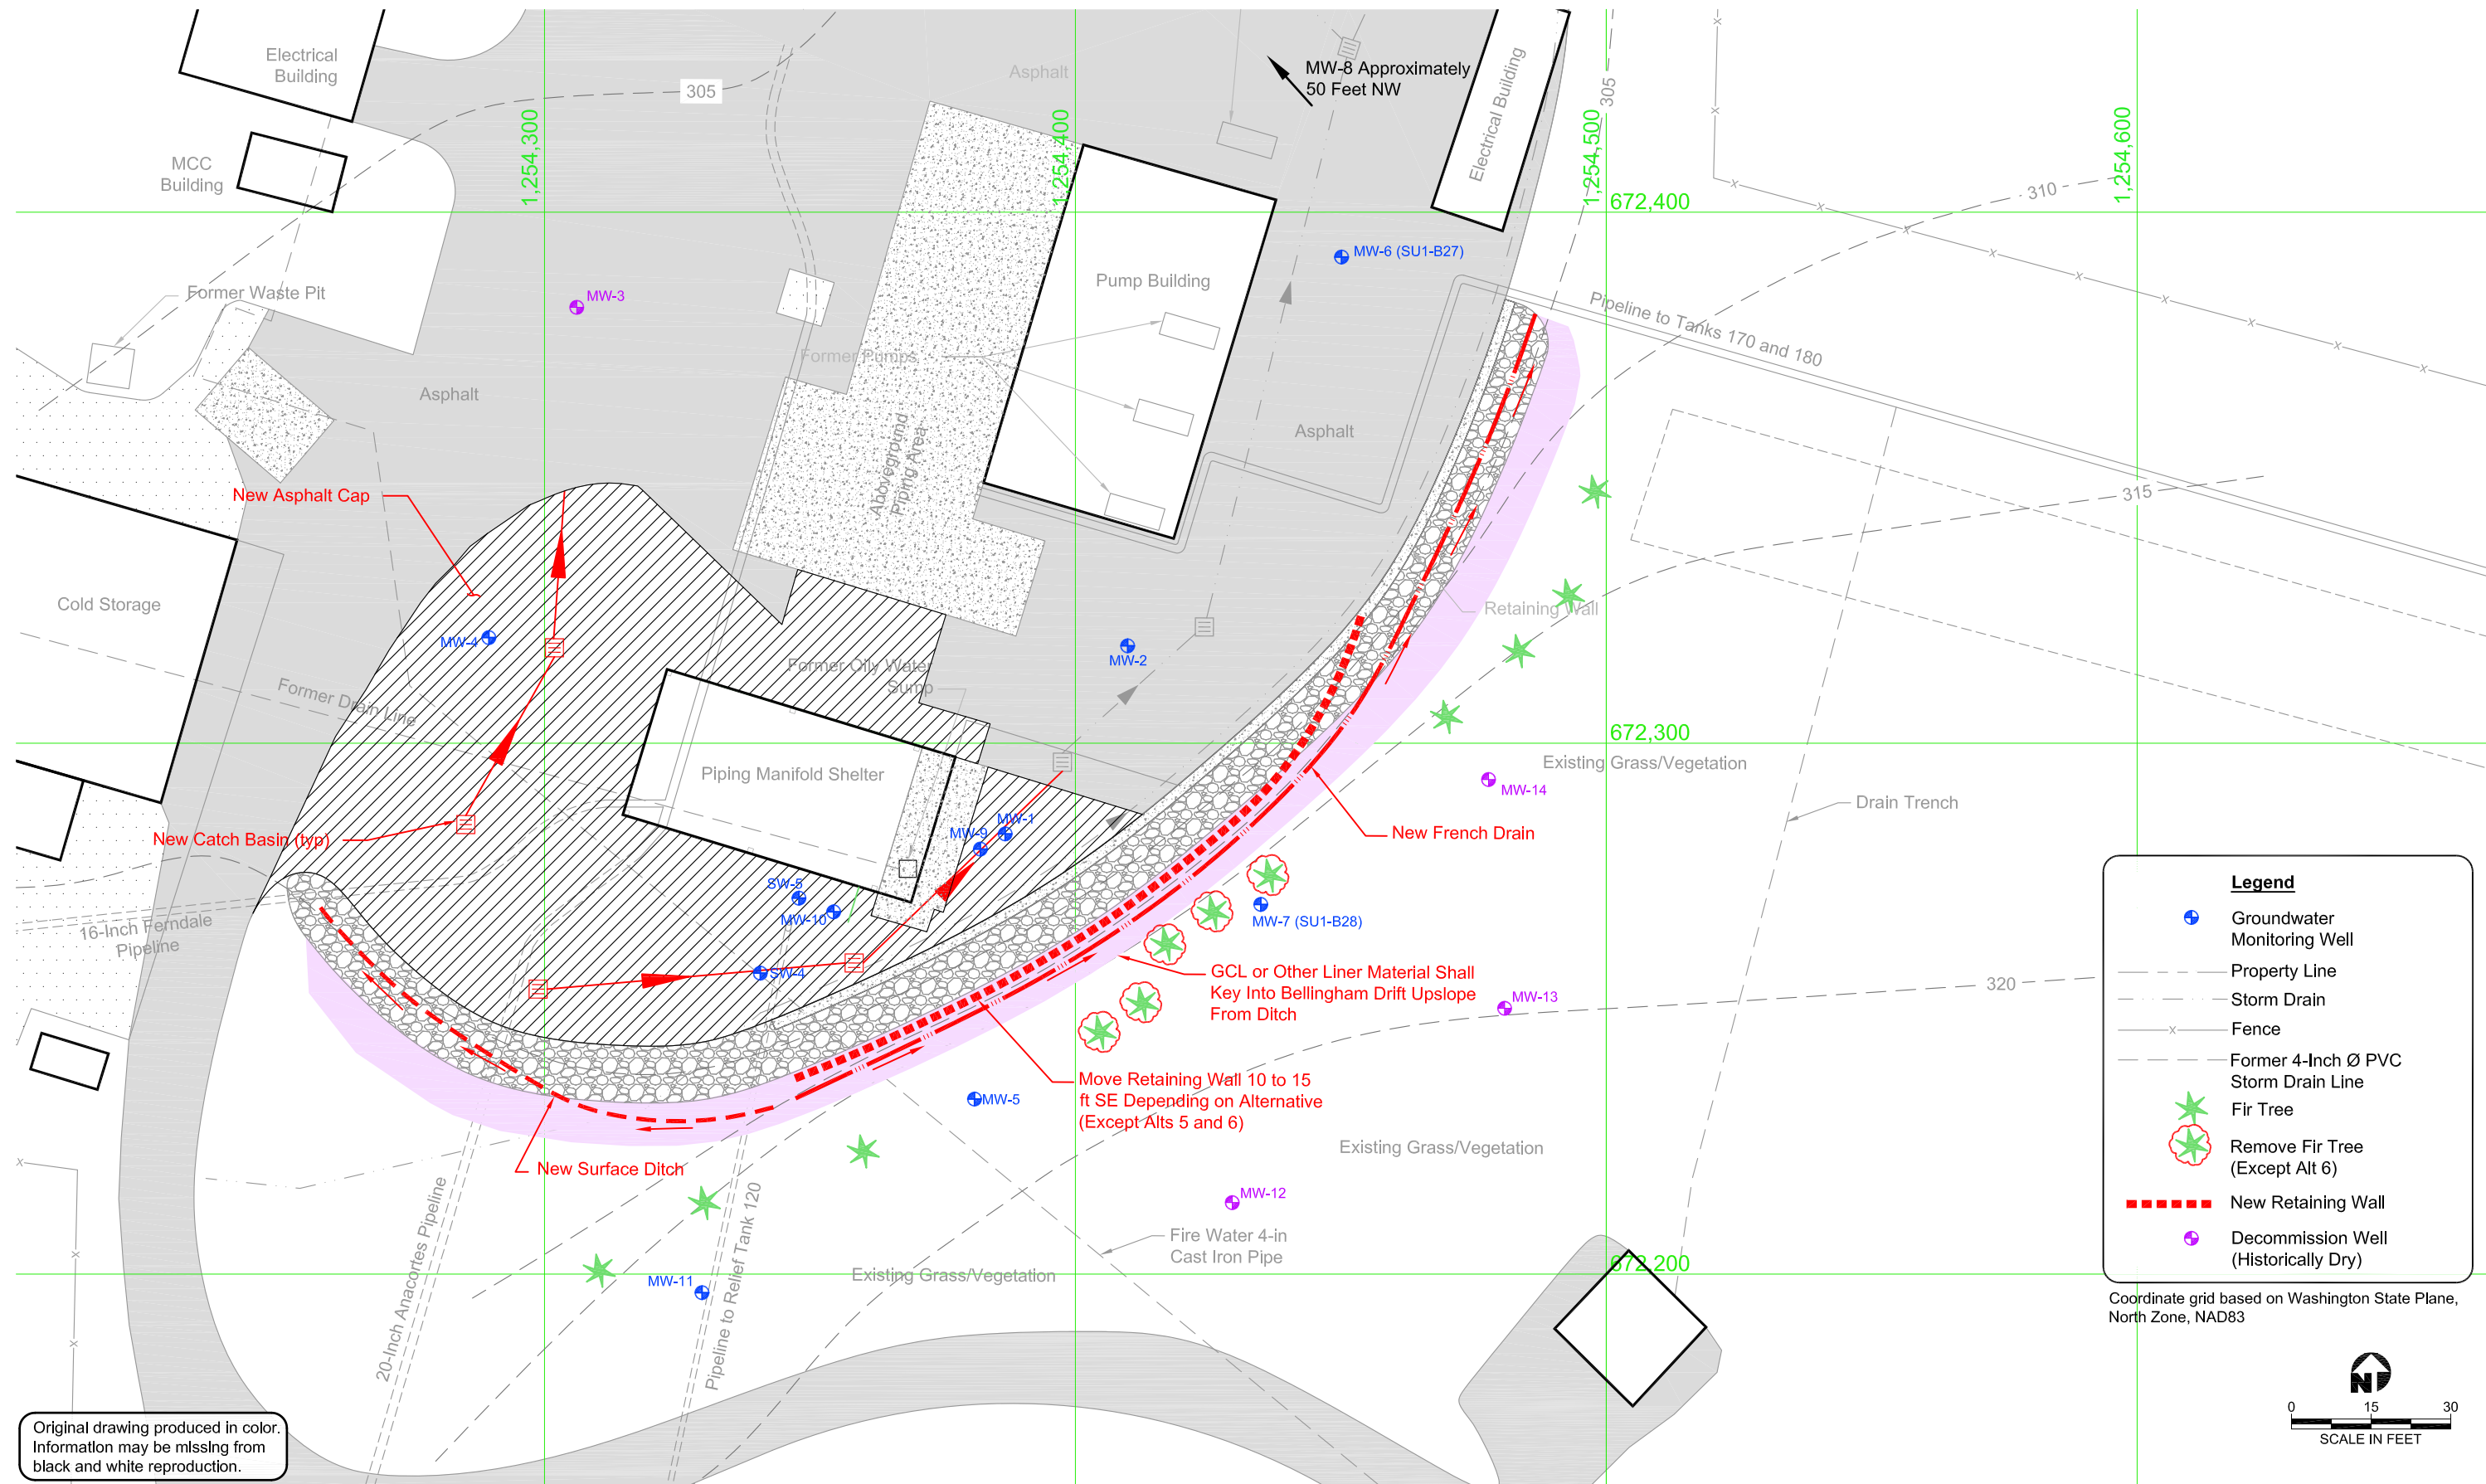 Electrical
Building
305
Asphalt
MW-8 Approximately
50 Feet NW
Electrical Building
305
MCC
Building
1,254,300
1,254,400
1,254,500
1,254,600
672,400
310
MW-6 (SU1-B27)
Former Waste Pit
MW-3
Pump Building
Pipeline to Tanks 170 and 180
Former Pumps
Asphalt
Asphalt
Aboveground
Piping Area
New Asphalt Cap
315
Cold Storage
Retaining Wall
MW-4
MW-2
Former Oily Water
Sump
Former Drain Line
672,300
Piping Manifold Shelter
Existing Grass/Vegetation
MW-14
Drain Trench
New Catch Basin (typ)
MW-1
MW-9
New French Drain
SW-5
MW-10
MW-7 (SU1-B28)
16-Inch Ferndale
Pipeline
SW-4
GCL or Other Liner Material Shall
Key Into Bellingham Drift Upslope
From Ditch
MW-13
320
Move Retaining Wall 10 to 15
ft SE Depending on Alternative
(Except Alts 5 and 6)
MW-5
New Surface Ditch
Existing Grass/Vegetation
20-Inch Anacortes Pipeline
Pipeline to Relief Tank 120
MW-12
Fire Water 4-in
Cast Iron Pipe
MW-11
Existing Grass/Vegetation
672,200
Legend
Groundwater
Monitoring Well
Property Line
Storm Drain
Fence
Former 4-Inch Ø PVC
Storm Drain Line
Fir Tree
Remove Fir Tree
(Except Alt 6)
New Retaining Wall
Decommission Well
(Historically Dry)
Coordinate grid based on Washington State Plane,
North Zone, NAD83
N
0 15 30
SCALE IN FEET
Original drawing produced in color.
Information may be missing from
black and white reproduction.